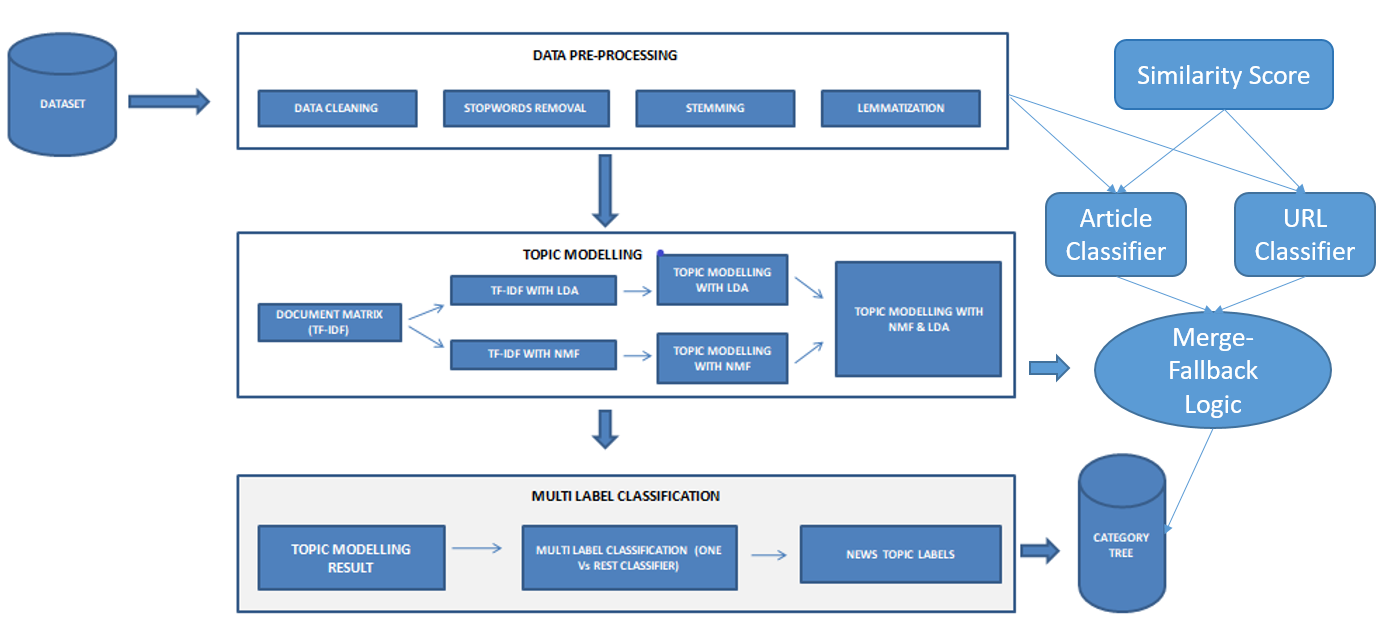 DATASET
DATA PRE-PROCESSING
DATA CLEANING
STOPWORDS REMOVAL
STEMMING
LEMMATIZATION
Similarity Score
Article
Classifier
URL
Classifier
TOPIC MODELLING
DOCUMENT MATRIX
(TF-IDF)
TF-IDF WITH LDA
TF-IDF WITH NMF
TOPIC MODELLING
WITH LDA
TOPIC MODELLING
WITH NMF
TOPIC MODELLING WITH
NMF & LDA
Merge-
Fallback
Logic
MULTI LABEL CLASSIFICATION
TOPIC MODELLING
RESULT
MULTI LABEL CLASSIFICATION (ONE
Vs REST CLASSIFIER)
NEWS TOPIC LABELS
CATEGORY
TREE